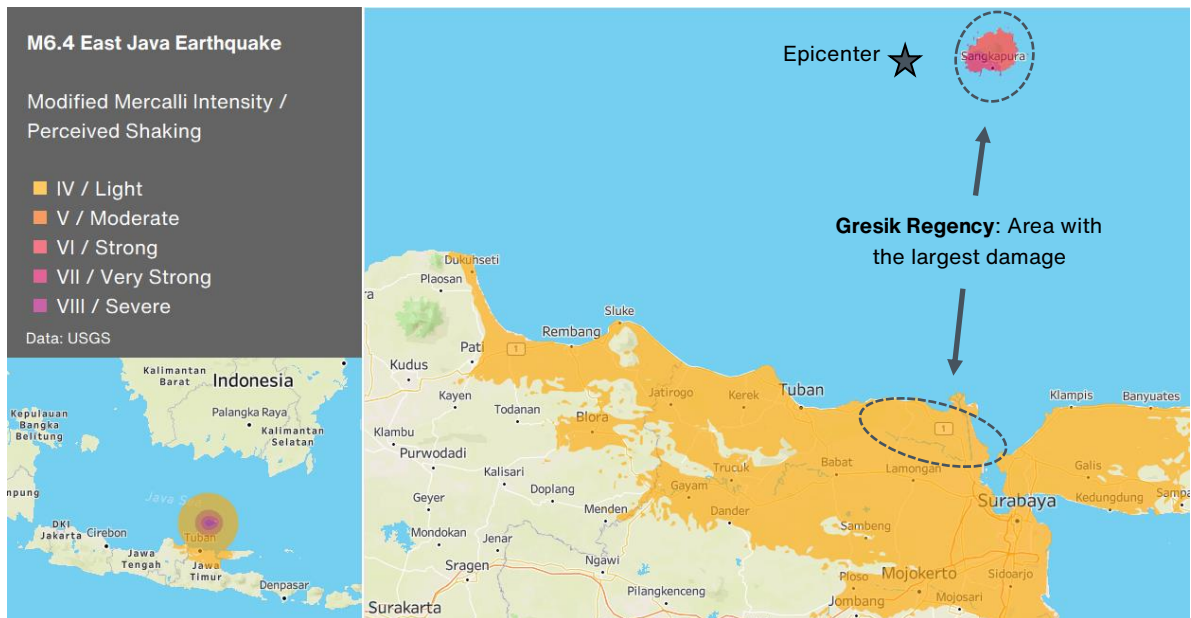 M6.4 East Java Earthquake
Modified Mercalli Intensity /
Perceived Shaking
IV / Light
V / Moderate
VI / Strong
VII / Very Strong
VIII / Severe
Data: USGS
Kalimantan
Barat
Indonesia
Palangka Raya
Kalimantan
Selatan
Kepulauan
Bangka
Belitung
mpung
Java S
DKI
Jakarta
Cirebon
Jawa
Tengah
Tuban
Jawa
Timur
Denpasar
Epicenter
Sangkapura
Gresik Regency: Area with
the largest damage
Dukuhseti
Plaosan
ra
Sluke
Rembang
Pati
1
Kudus
Kayen
Todanan
Blora
Jatirogo
Kerek
Tuban
Klampis
Banyuates
1
Klambu
Purwodadi
Kalisari
Geyer
Doplang
Menden
Trucuk
Gayam
Dander
Babat
Lamongan
Surabaya
Galis
Kedungdung
Sampa
Mondokan
Jenar
Sragen
Ngawi
Sambeng
Ploso
Mojokerto
Sidoarjo
Pilangkenceng
Jombang
Mojosari
Surakarta